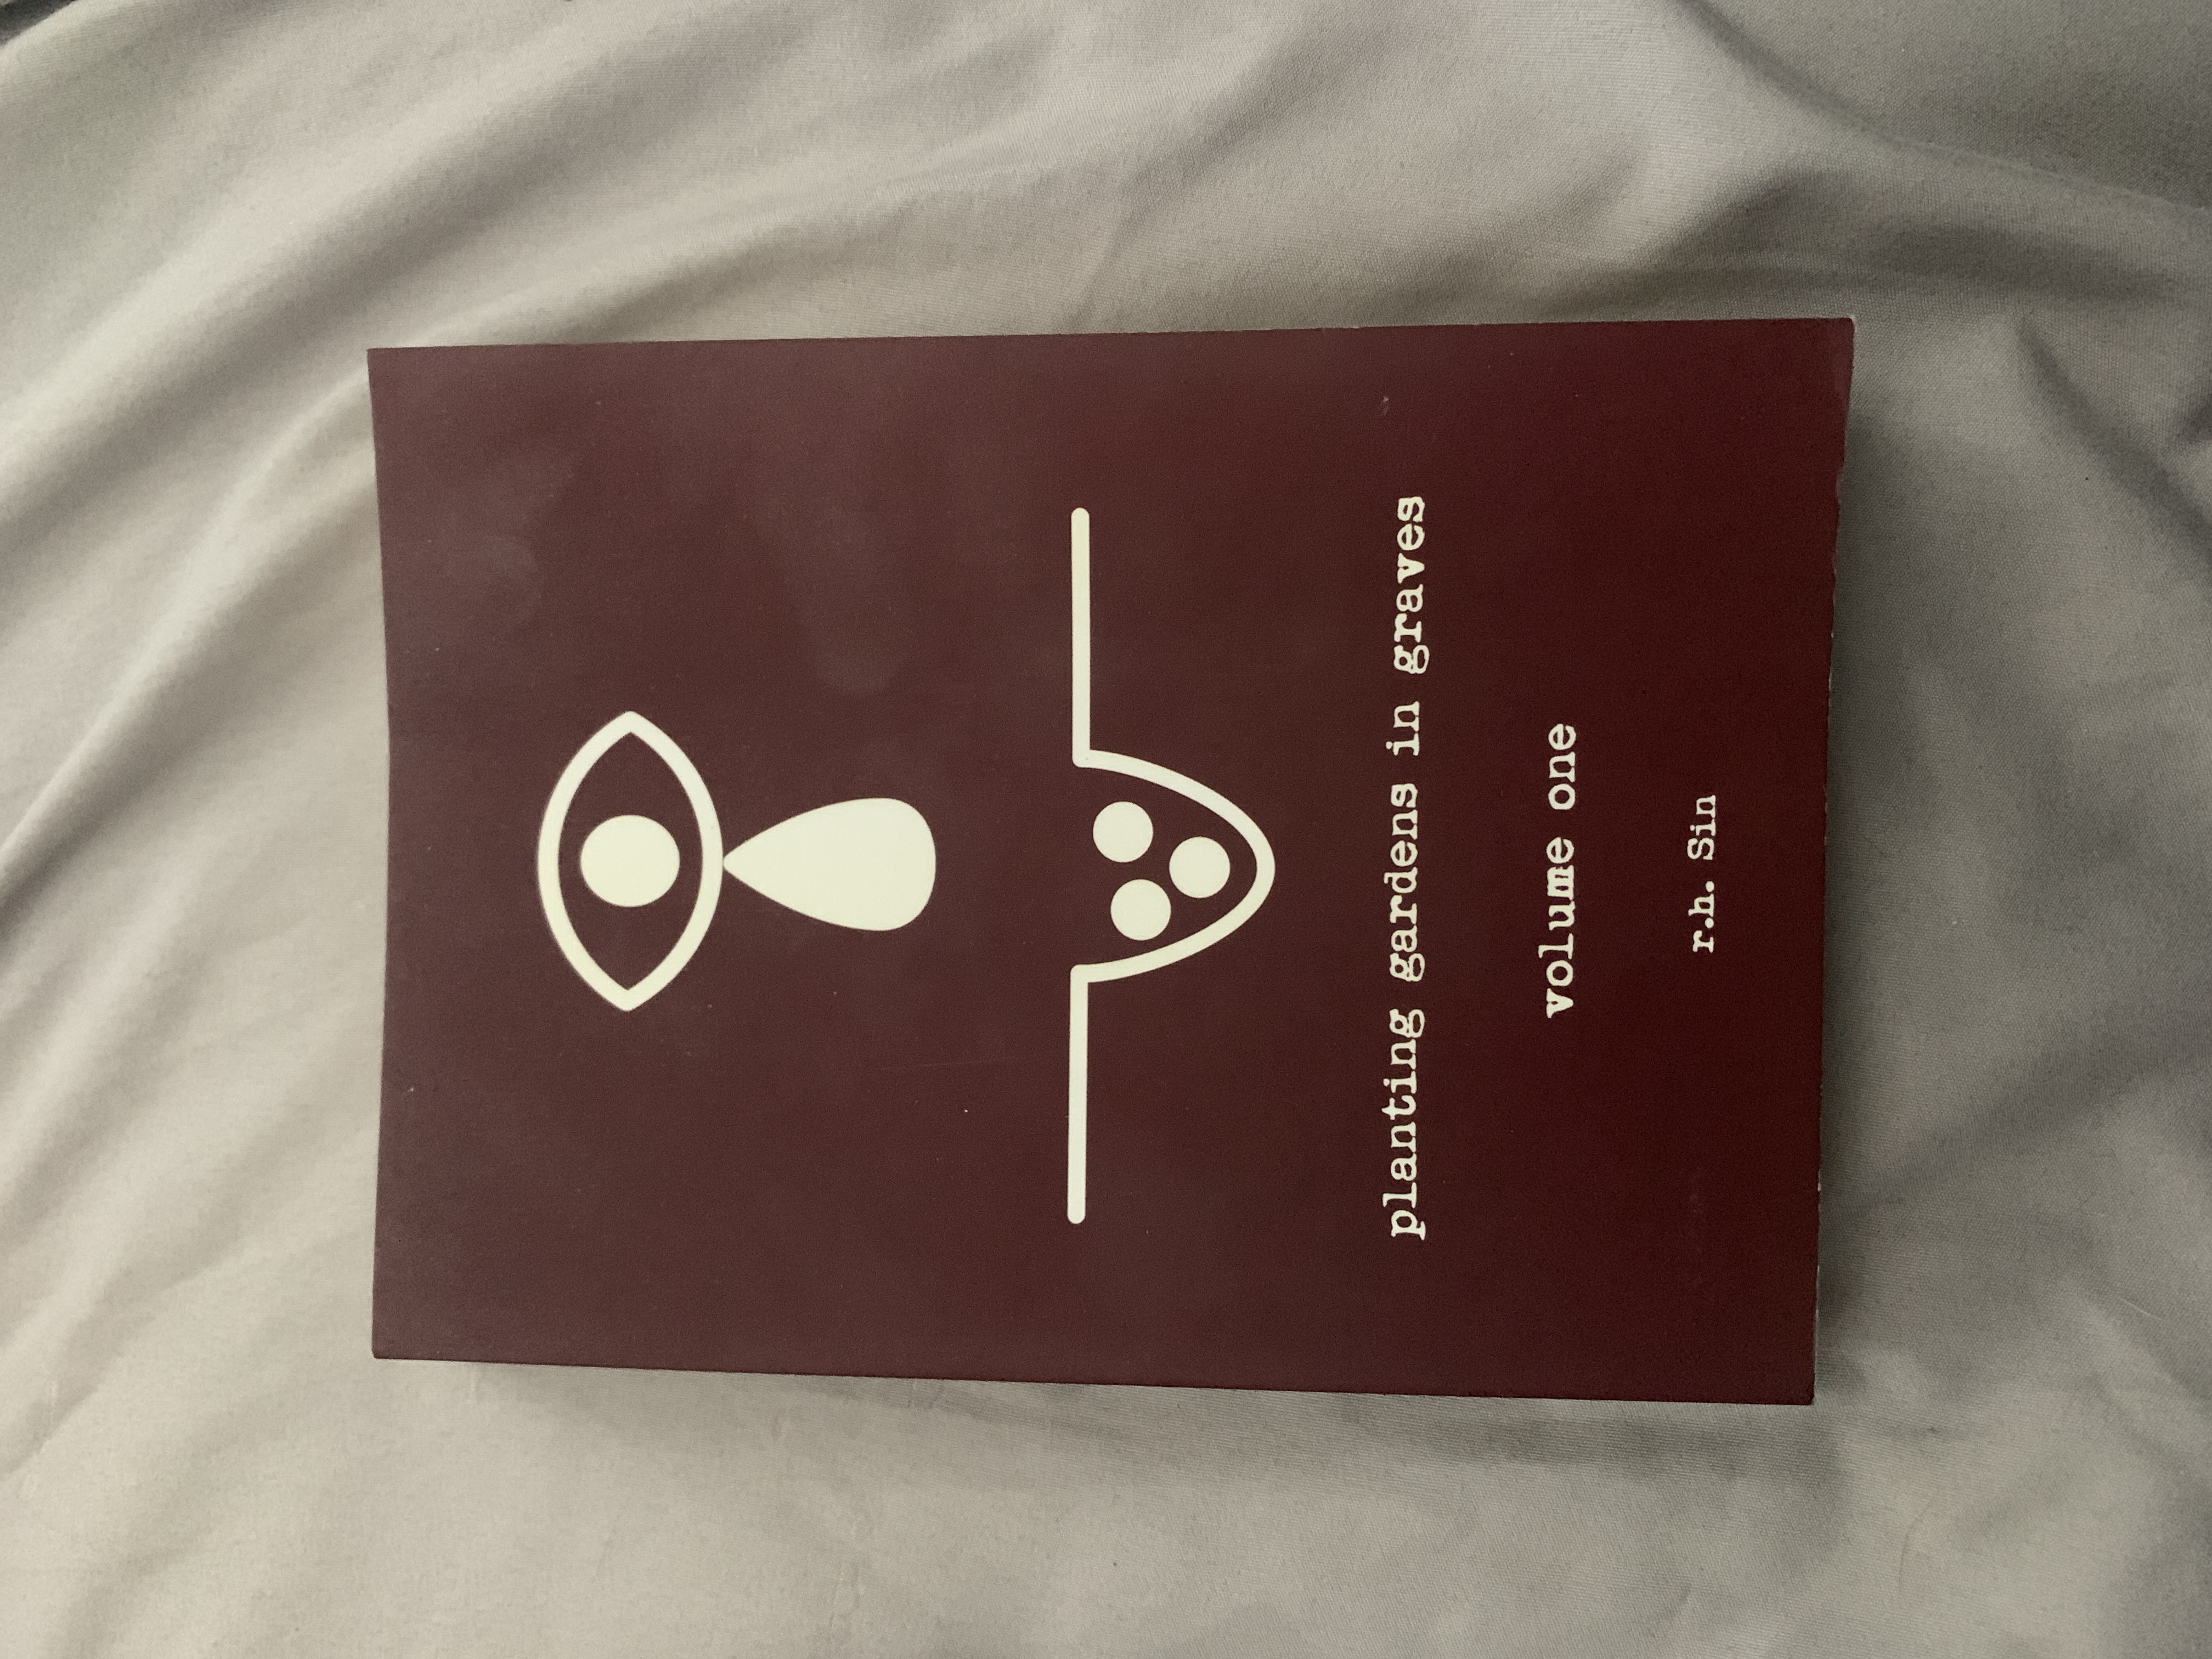 planting gardens in graves
volume one
r.h. Sin